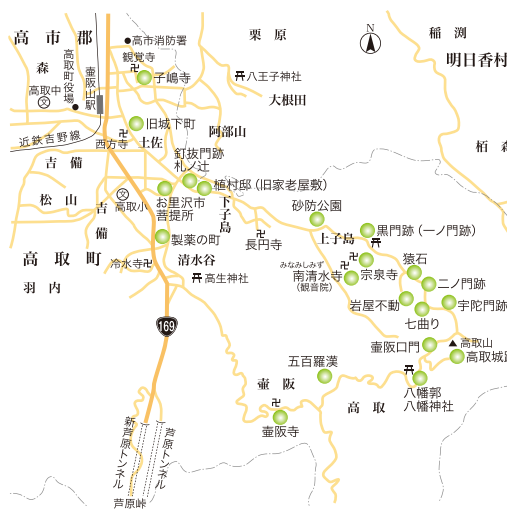 高市郡
栗原
稲渕
N
高市消防署
観覚寺
子嶋寺
明日香村
森
高取町役場
壷阪山駅
高取中
文
八王子神社
大根田
旧城下町
阿部山
近鉄吉野線
西方寺
土佐
栢森
吉備
釘抜門跡
札ノ辻
植村邸（旧家老屋敷）
松山
文
高取小
吉備
お里沢市
菩提所
下子島
砂防公園
製薬の町
長円寺
上子島
黒門跡（一ノ門跡）
高取町
冷水寺
清水谷
みなみしみず
南清水寺
（観音院）
宗泉寺
猿石
羽内
高生神社
二ノ門跡
岩屋不動
宇陀門跡
七曲り
169
壷阪口門
高取山
高取城跡
五百羅漢
壷阪
高取
八幡郭
八幡神社
壷阪寺
新芦原トンネル
芦原トンネル
芦原峠